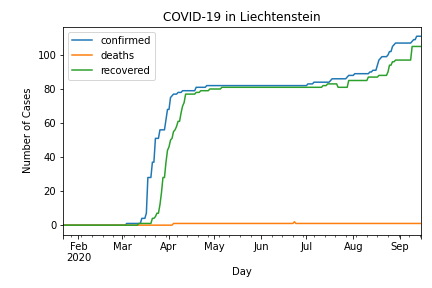 COVID-19 in Liechtenstein
confirmed
deaths
recovered
Number of Cases
100
80
60
40
20
0
Feb Mar Apr May Jun Jul Aug Sep
2020
Day